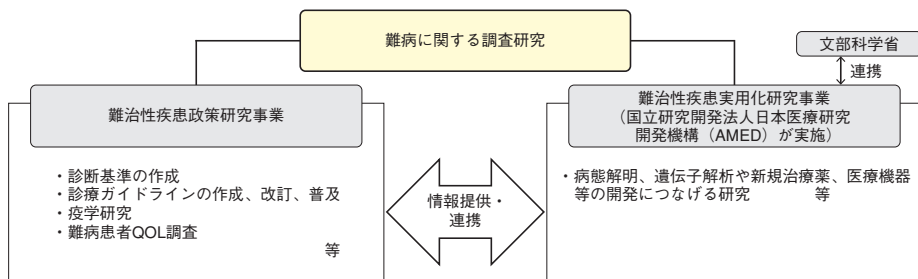 難病に関する調査研究
文部科学省
連携
難治性疾患政策研究事業
難治性疾患実用化研究事業
(国立研究開発法人日本医療研究
開発機構(AMED)が実施)
・診断基準の作成
・診療ガイドラインの作成、改訂、普及
・疫学研究
・難病患者QOL調査
等
情報提供・
連携
・病態解明、遺伝子解析や新規治療薬、医療機器
等の開発につなげる研究 等